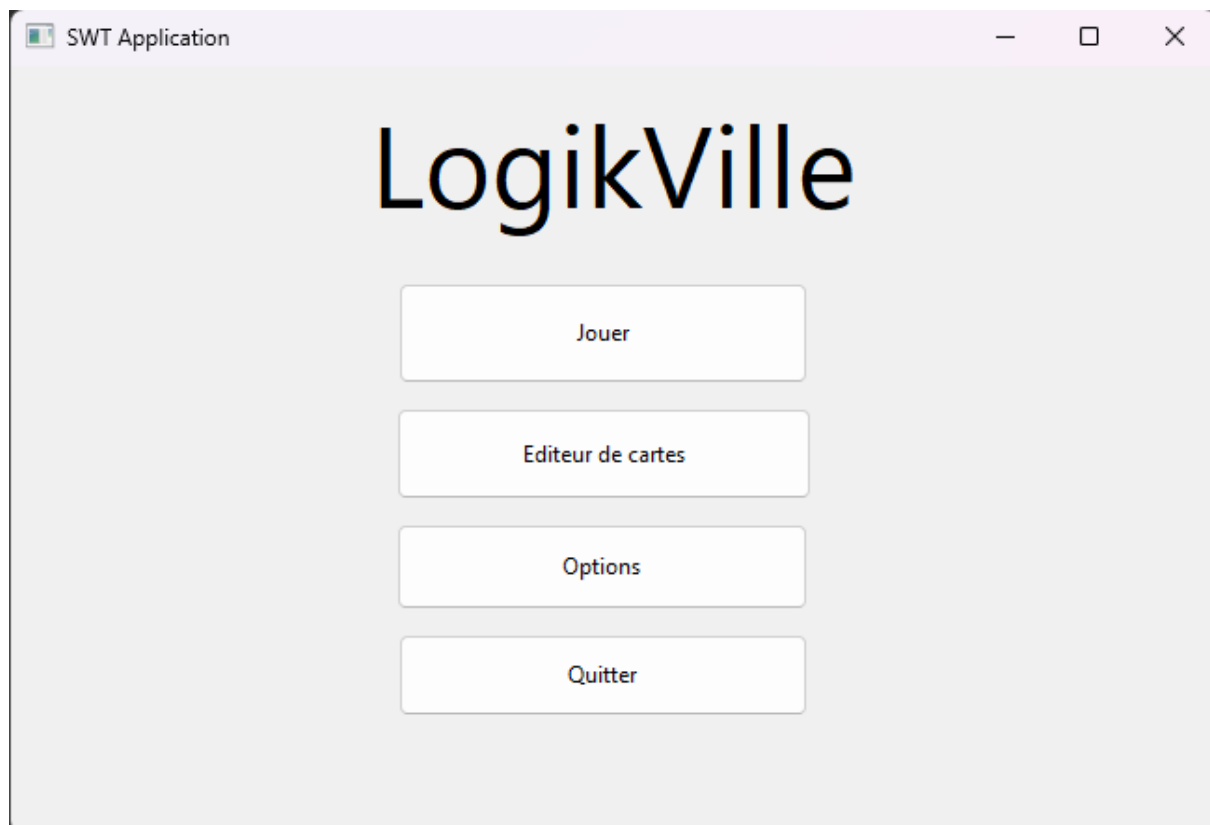 SWT Application
LogikVille
Jouer
Editeur de cartes
Options
Quitter